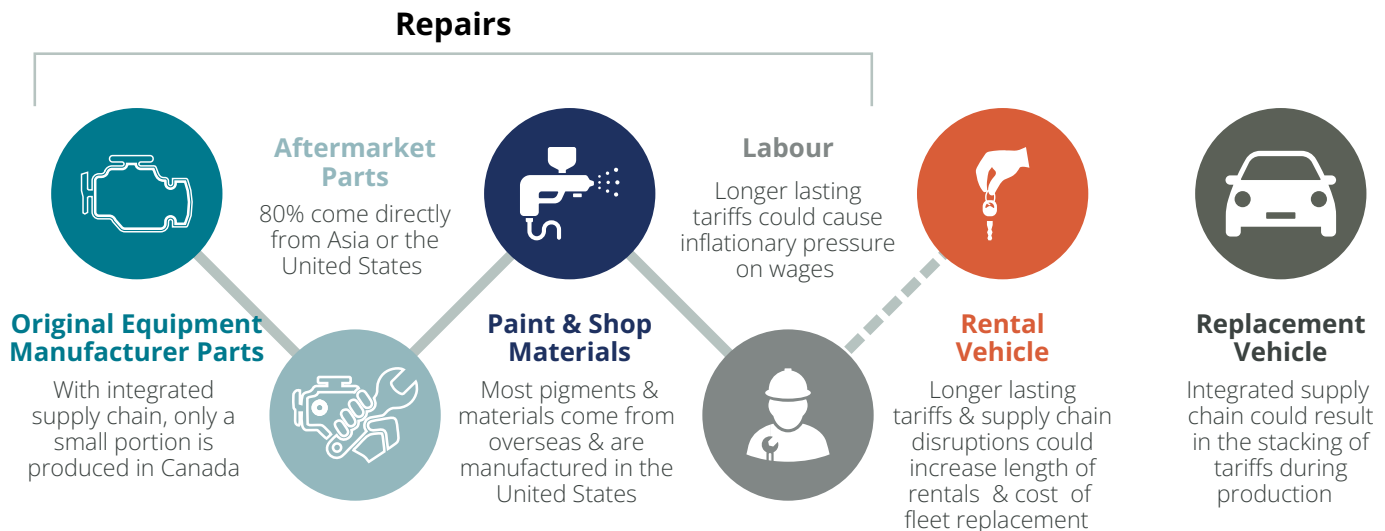 Repairs
Original Equipment
Manufacturer Parts
With integrated
supply chain, only a
small portion is
produced in Canada
Aftermarket
Parts
80% come directly
from Asia or the
United States
Paint & Shop
Materials
Most pigments &
materials come from
overseas & are
manufactured in the
United States
Labour
Longer lasting
tariffs could cause
inflationary pressure
on wages
Rental
Vehicle
Longer lasting
tariffs & supply chain
disruptions could
increase length of
rentals & cost of
fleet replacement
Replacement
Vehicle
Integrated supply
chain could result
in the stacking of
tariffs during
production